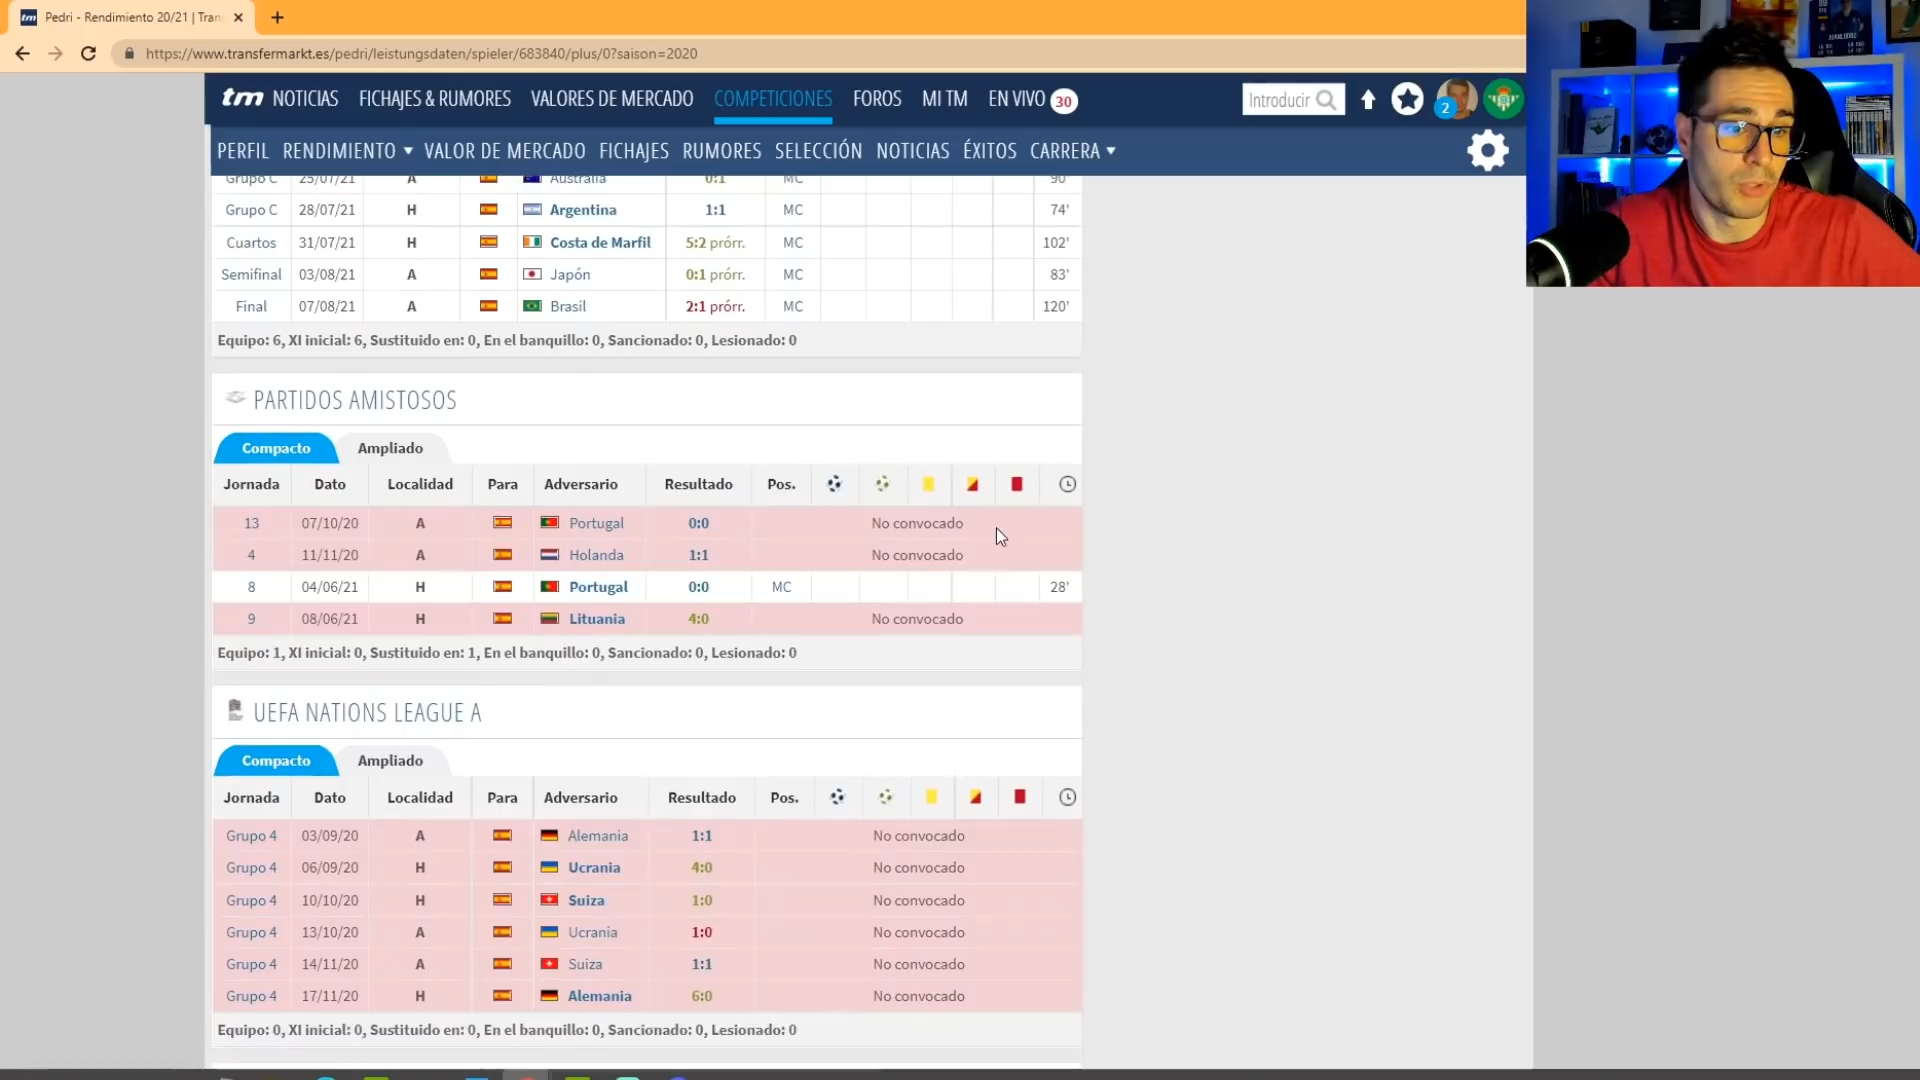 Pedri - Rendimiento 20/21 | Tran
https://www.transfermarkt.es/pedri/leistungsdaten/spieler/683840/plus/0?saison=2020
tm NOTICIAS FICHAJES & RUMORES VALORES DE MERCADO COMPETICIONES FOROS MI TM EN VIVO 30 Introducir 2
PERFIL RENDIMIENTO VALOR DE MERCADO FICHAJES RUMORES SELECCIÓN NOTICIAS ÉXITOS CARRERA
Grupo C 25/07/21 A Australia 0:1 MC 90'
Grupo C 28/07/21 H Argentina 1:1 MC 74'
Cuartos 31/07/21 H Costa de Marfil 5:2 prórr. MC 102'
Semifinal 03/08/21 A Japón 0:1 prórr. MC 83'
Final 07/08/21 A Brasil 2:1 prórr. MC 120'
Equipo: 6, XI inicial: 6, Sustituido en: 0, En el banquillo: 0, Sancionado: 0, Lesionado: 0
PARTIDOS AMISTOSOS
Compacto Ampliado
Jornada Dato Localidad Para Adversario Resultado Pos.
13 07/10/20 A Portugal 0:0 No convocado
4 11/11/20 A Holanda 1:1 No convocado
8 04/06/21 H Portugal 0:0 MC 28'
9 08/06/21 H Lituania 4:0 No convocado
Equipo: 1, XI inicial: 0, Sustituido en: 1, En el banquillo: 0, Sancionado: 0, Lesionado: 0
UEFA NATIONS LEAGUE A
Compacto Ampliado
Jornada Dato Localidad Para Adversario Resultado Pos.
Grupo 4 03/09/20 A Alemania 1:1 No convocado
Grupo 4 06/09/20 H Ucrania 4:0 No convocado
Grupo 4 10/10/20 H Suiza 1:0 No convocado
Grupo 4 13/10/20 A Ucrania 1:0 No convocado
Grupo 4 14/11/20 A Suiza 1:1 No convocado
Grupo 4 17/11/20 H Alemania 6:0 No convocado
Equipo: 0, XI inicial: 0, Sustituido en: 0, En el banquillo: 0, Sancionado: 0, Lesionado: 0